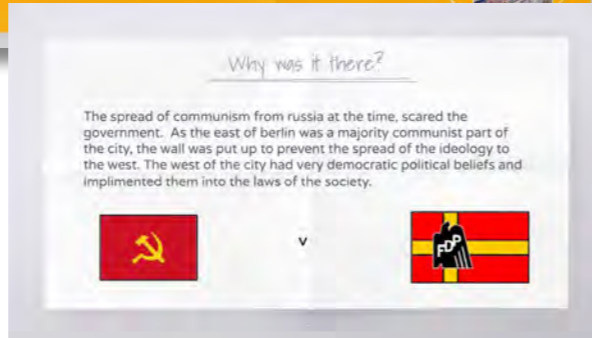 Why was it there?
The spread of communism from russia at the time, scared the
government. As the east of berlin was a majority communist part of
the city, the wall was put up to prevent the spread of the ideology to
the west. The west of the city had very democratic political beliefs and
implimented them into the laws of the society.
v
FDP